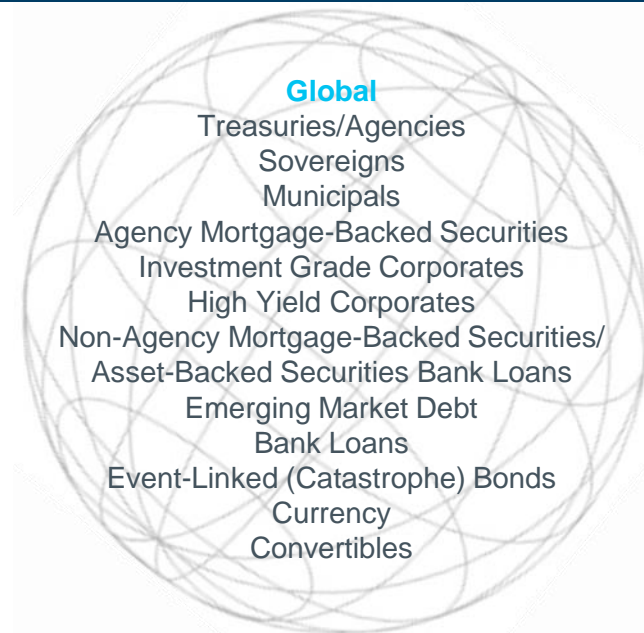 Global
Treasuries/Agencies
Sovereigns
Municipals
Agency Mortgage-Backed Securities
Investment Grade Corporates
High Yield Corporates
Non-Agency Mortgage-Backed Securities/
Asset-Backed Securities Bank Loans
Emerging Market Debt
Bank Loans
Event-Linked (Catastrophe) Bonds
Currency
Convertibles